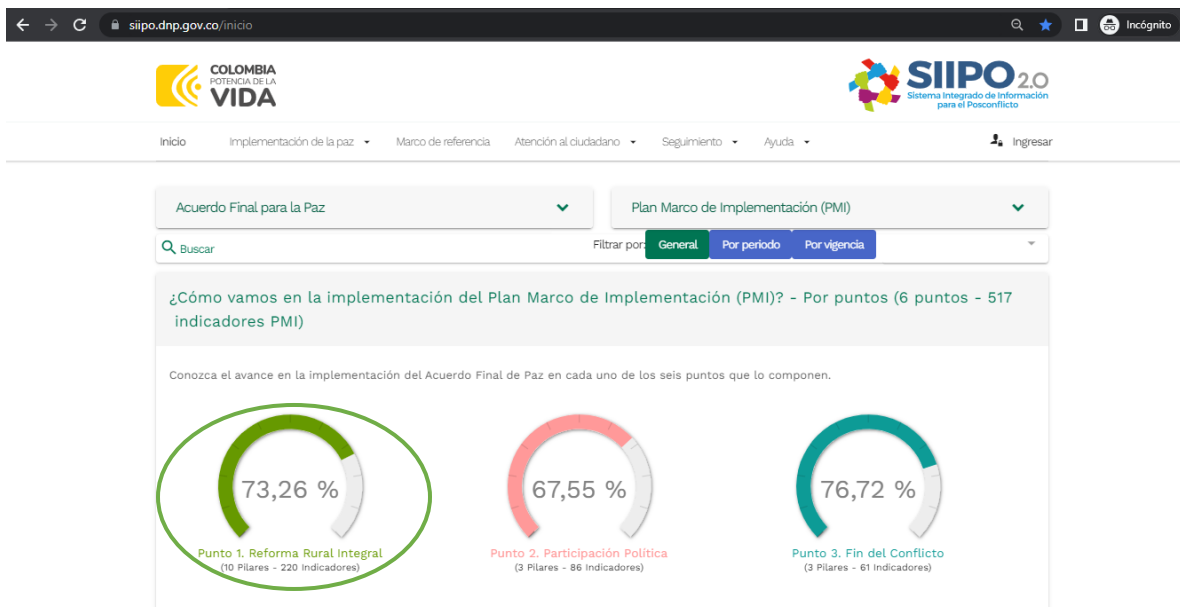 siipo.dnp.gov.co/inicio
Incógnito
COLOMBIA
POTENCIA DE LA
VIDA
SIIPO 2.0
Sistema Integrado de Información
para el Posconflicto
Inicio Implementación de la paz Marco de referencia Atención al ciudadano Seguimiento Ayuda Ingresar
Acuerdo Final para la Paz Plan Marco de Implementación (PMI)
Buscar Filtrar por: General Por periodo Por vigencia
¿Cómo vamos en la implementación del Plan Marco de Implementación (PMI)? - Por puntos (6 puntos - 517
indicadores PMI)
Conozca el avance en la implementación del Acuerdo Final de Paz en cada uno de los seis puntos que lo componen.
73,26 % 67,55 % 76,72 %
Punto 1. Reforma Rural Integral Punto 2. Participación Política Punto 3. Fin del Conflicto
(10 Pilares - 220 Indicadores) (3 Pilares - 86 Indicadores) (3 Pilares - 61 Indicadores)